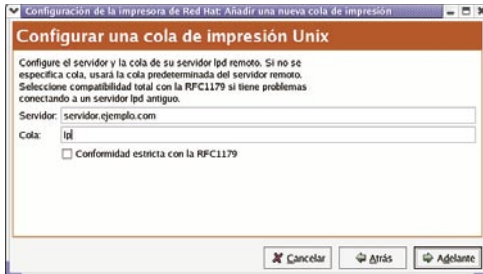 Configuración de la impresora de Red Hat: Añadir una nueva cola de impresión
Configurar una cola de impresión Unix
Configure el servidor y la cola de su servidor lpd remoto. Si no se
especifica cola, usará la cola predeterminada del servidor remoto.
Seleccione compatibilidad total con la RFC1179 si tiene problemas
conectando a un servidor lpd antiguo.
Servidor: servidor.ejemplo.com
Cola: lp
Conformidad estricta con la RFC1179
Cancelar Atrás Adelante